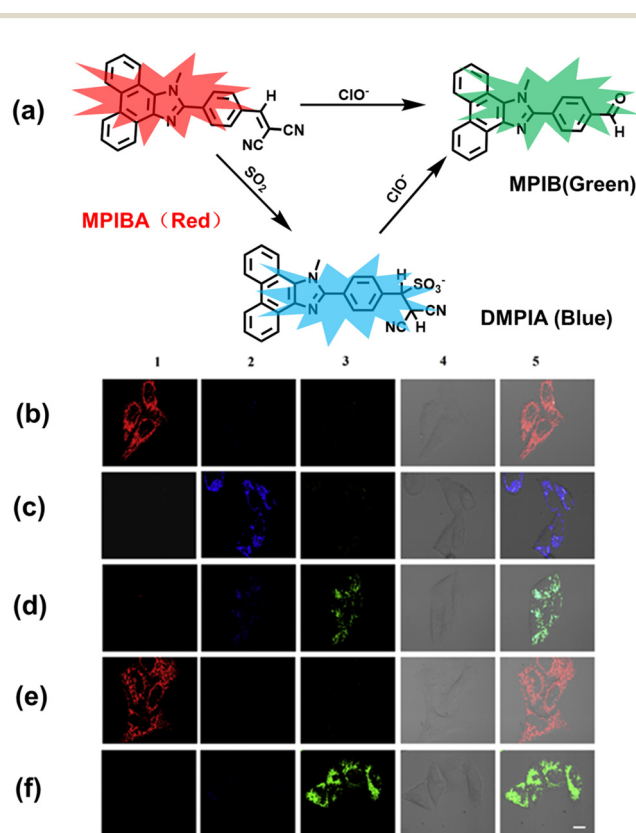 (a)
N
N
H
NC
CN
ClO⁻
N
N
O
H
MPIBA（Red）
SO₂
ClO⁻
MPIB(Green)
N
N
H
SO₃⁻
CN
NC
H
DMPIA (Blue)
1 2 3 4 5
(b)
(c)
(d)
(e)
(f)